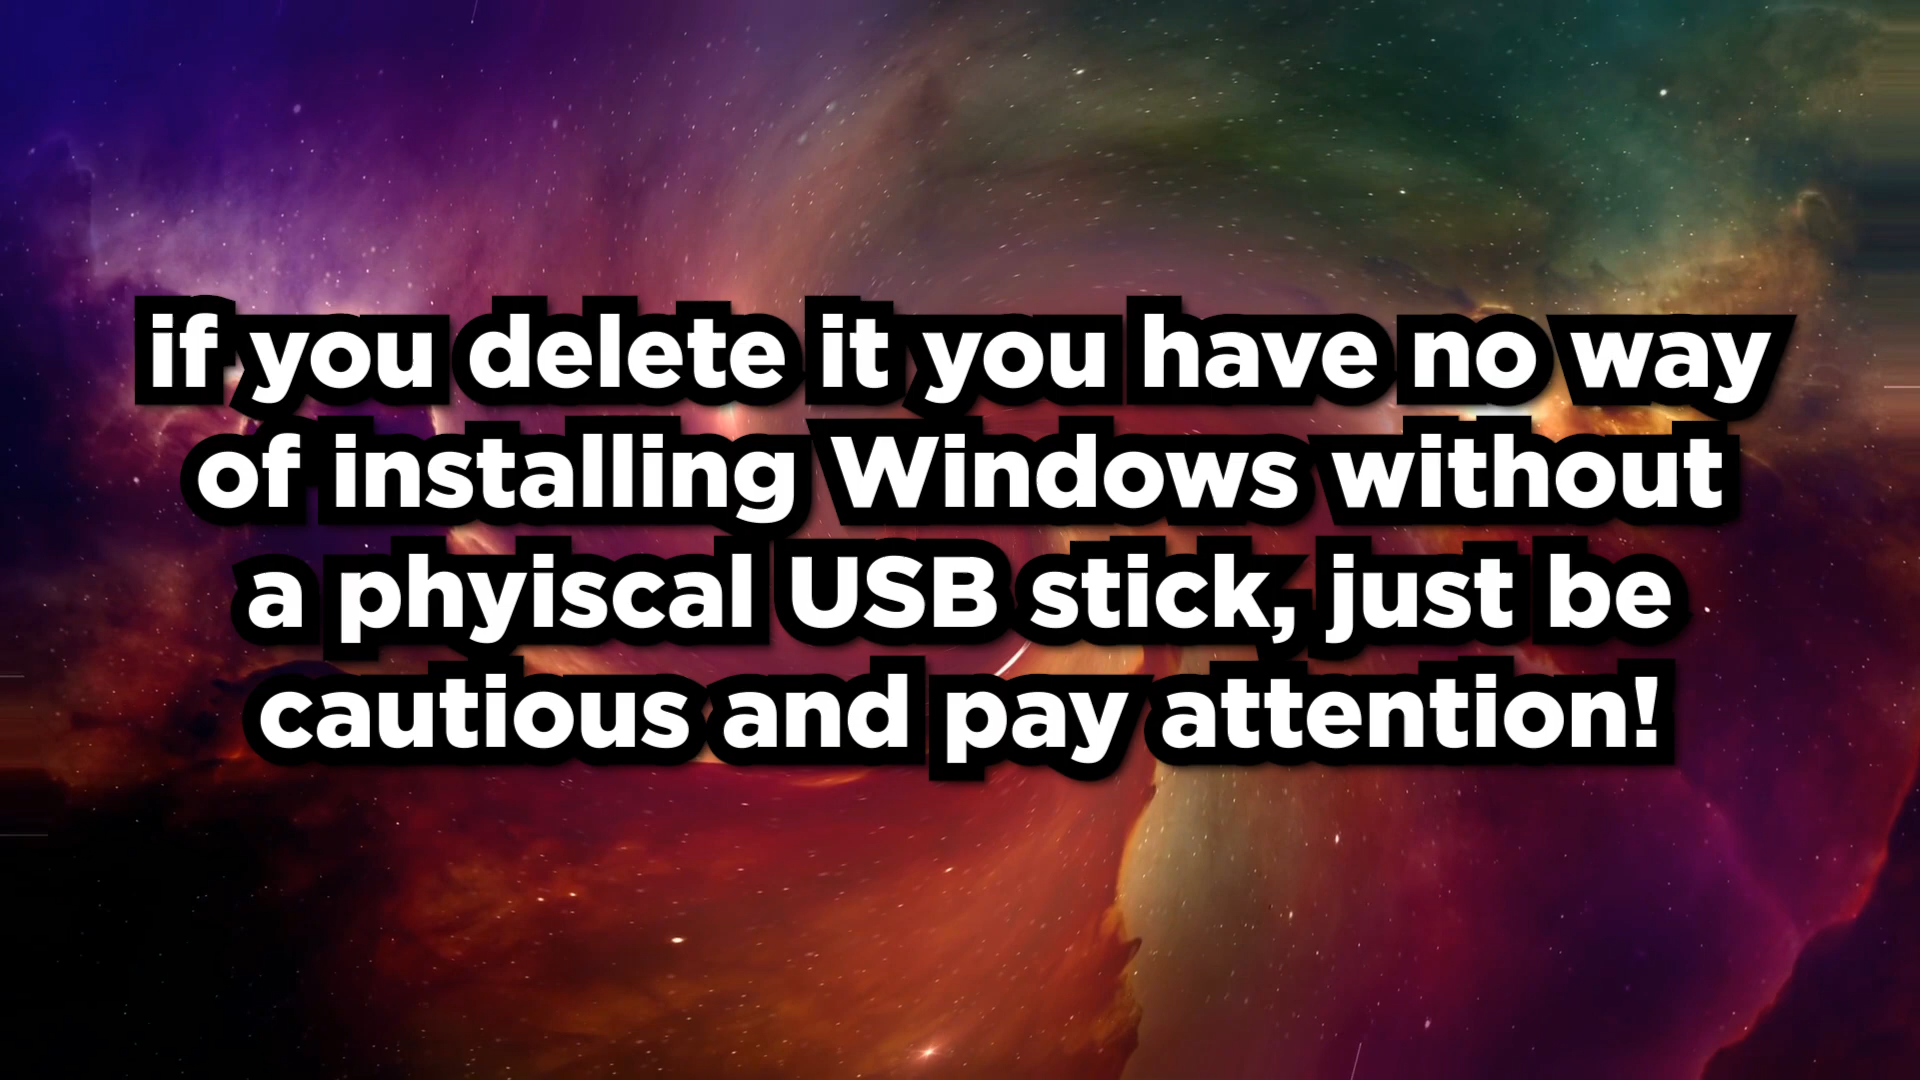 if you delete it you have no way
of installing Windows without
a phyiscal USB stick, just be
cautious and pay attention!